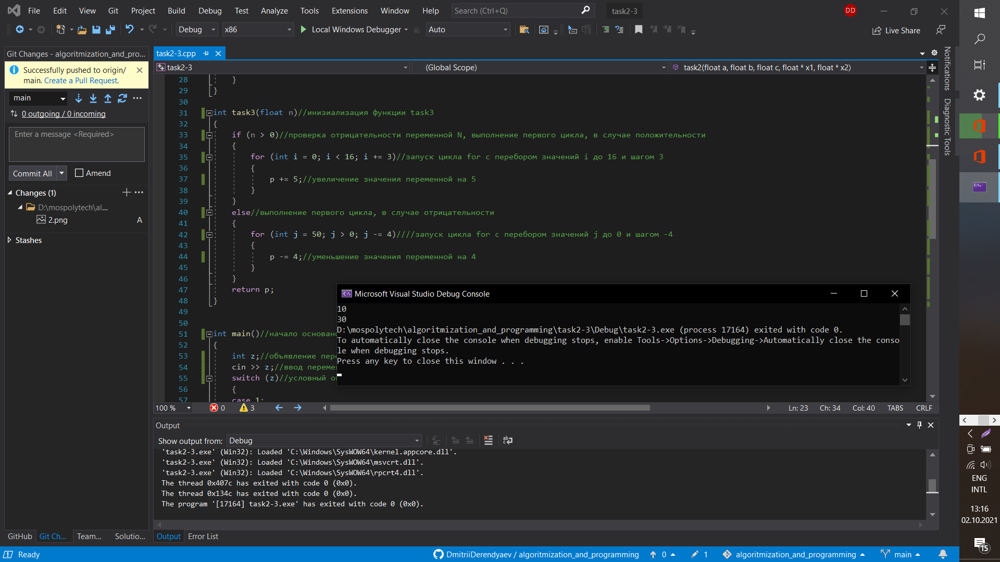 File Edit View Git Project Build Debug Test Analyze Tools Extensions Window Help Search (Ctrl+Q) task2-3 DD
Debug x86 Local Windows Debugger Auto Live Share
Git Changes - algoritmization_and_pro...
Successfully pushed to origin/
main. Create a Pull Request.
main
0 outgoing / 0 incoming
Enter a message <Required>
Commit All Amend
Changes (1)
D:\mospolytech\al...
2.png A
Stashes
GitHub Git Ch... Team... Solutio...
task2-3.cpp
task2-3 (Global Scope) task2(float a, float b, float c, float * x1, float * x2)
28 }
29 }
30
31 int task3(float n)//инизиализация функции task3
32 {
33 if (n > 0)//проверка отрицательности переменной N, выполнение первого цикла, в случае положительности
34 {
35 for (int i = 0; i < 16; i += 3)//запуск цикла for с перебором значений i до 16 и шагом 3
36 {
37 p += 5;//увеличение значения переменной на 5
38 }
39 }
40 else//выполнение первого цикла, в случае отрицательности
41 {
42 for (int j = 50; j > 0; j -= 4)////запуск цикла for с перебором значений j до 0 и шагом -4
43 {
44 p -= 4;//уменьшение значения переменной на 4
45 }
46 }
47 return p;
48 }
49
50
51 int main()//начало основно
52 {
53 int z;//объявление пере
54 cin >> z;//ввод перемен
55 switch (z)//условный о
56 {
57 case 1:
Microsoft Visual Studio Debug Console
10
30
D:\mospolytech\algoritmization_and_programming\task2-3\Debug\task2-3.exe (process 17164) exited with code 0.
To automatically close the console when debugging stops, enable Tools->Options->Debugging->Automatically close the conso
le when debugging stops.
Press any key to close this window . . .
100 % 0 3 Ln: 23 Ch: 34 Col: 40 TABS CRLF
Output
Show output from: Debug
'task2-3.exe' (Win32): Loaded 'C:\Windows\SysWOW64\kernel.appcore.dll'.
'task2-3.exe' (Win32): Loaded 'C:\Windows\SysWOW64\msvcrt.dll'.
'task2-3.exe' (Win32): Loaded 'C:\Windows\SysWOW64\rpcrt4.dll'.
The thread 0x407c has exited with code 0 (0x0).
The thread 0x134c has exited with code 0 (0x0).
The program '[17164] task2-3.exe' has exited with code 0 (0x0).
Output Error List
Notifications
Diagnostic Tools
ENG
INTL
13:16
02.10.2021
15
Ready DmitriiDerendyaev / algoritmization_and_programming 0 1 algoritmization_and_programming main